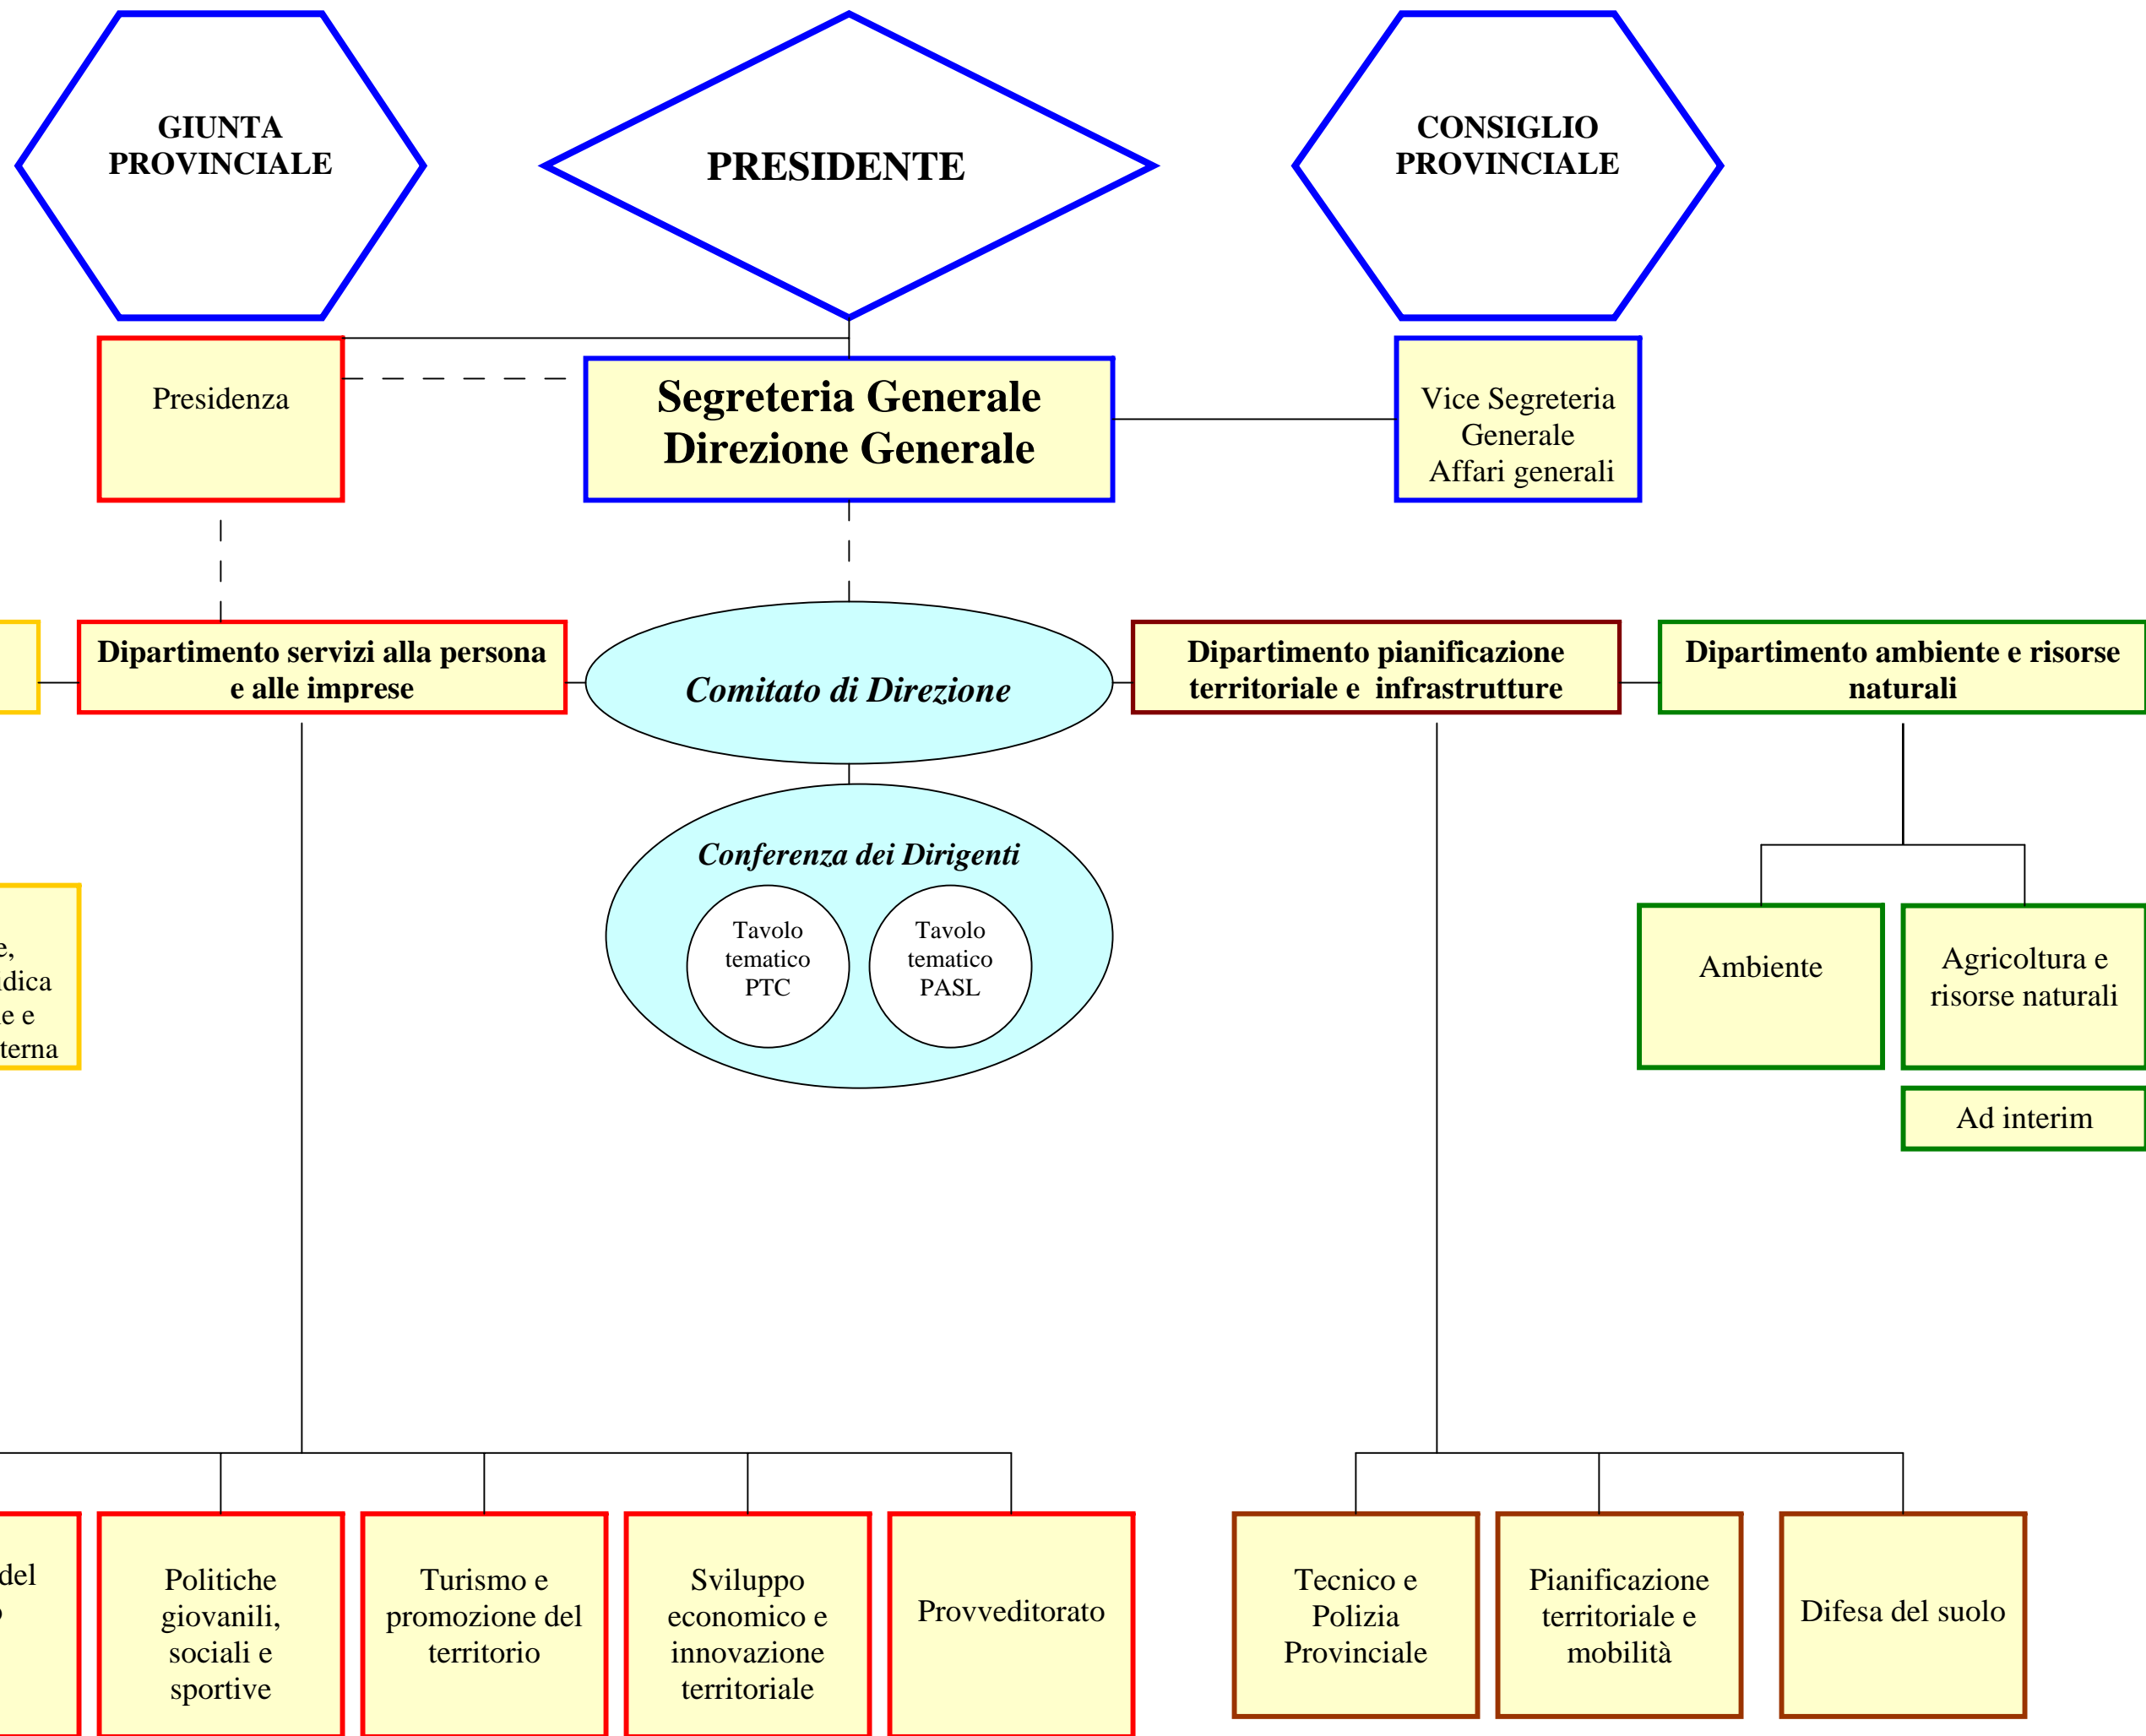 GIUNTA
PROVINCIALE
PRESIDENTE
CONSIGLIO
PROVINCIALE
Presidenza
Segreteria Generale
Direzione Generale
Vice Segreteria
Generale
Affari generali
Dipartimento servizi alla persona
e alle imprese
Comitato di Direzione
Dipartimento pianificazione
territoriale e infrastrutture
Dipartimento ambiente e risorse
naturali
Conferenza dei Dirigenti
Tavolo
tematico
PTC
Tavolo
tematico
PASL
e,
idica
e e
terna
Ambiente
Agricoltura e
risorse naturali
Ad interim
del
Politiche
giovanili,
sociali e
sportive
Turismo e
promozione del
territorio
Sviluppo
economico e
innovazione
territoriale
Provveditorato
Tecnico e
Polizia
Provinciale
Pianificazione
territoriale e
mobilità
Difesa del suolo